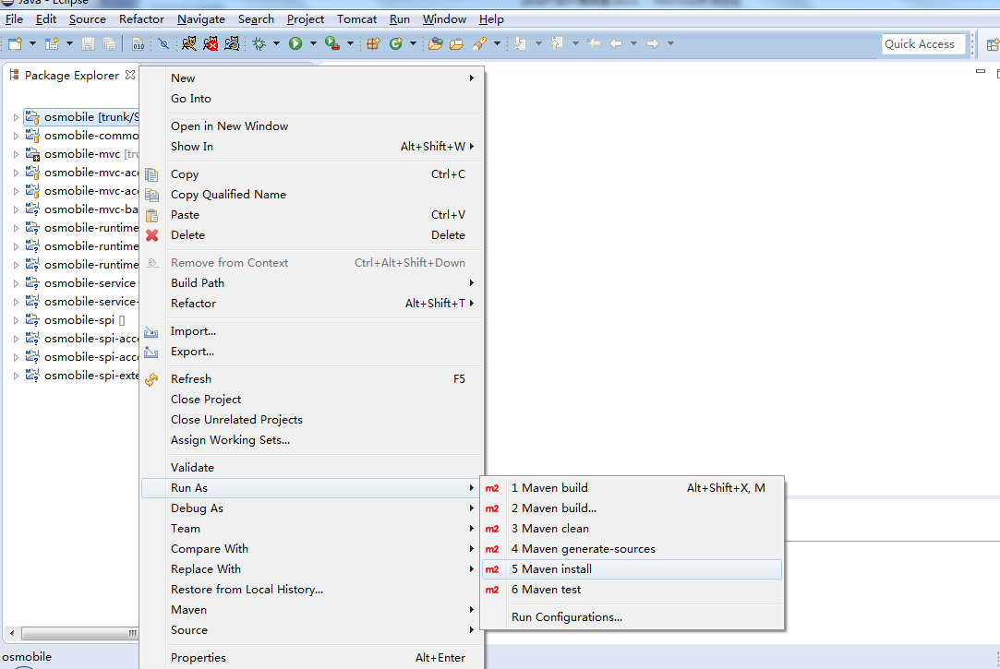 Java - Eclipse
File Edit Source Refactor Navigate Search Project Tomcat Run Window Help
010
Quick Access
Package Explorer
osmobile [trunk/S
osmobile-commo
osmobile-mvc [tru
osmobile-mvc-acc
osmobile-mvc-acc
osmobile-mvc-ba
osmobile-runtime
osmobile-runtime
osmobile-runtime
osmobile-service
osmobile-service-
osmobile-spi []
osmobile-spi-acce
osmobile-spi-acce
osmobile-spi-exte
New
Go Into
Open in New Window
Show In Alt+Shift+W
Copy Ctrl+C
Copy Qualified Name
Paste Ctrl+V
Delete Delete
Remove from Context Ctrl+Alt+Shift+Down
Build Path
Refactor Alt+Shift+T
Import...
Export...
Refresh F5
Close Project
Close Unrelated Projects
Assign Working Sets...
Validate
Run As
Debug As
Team
Compare With
Replace With
Restore from Local History...
Maven
Source
Properties Alt+Enter
m2 1 Maven build Alt+Shift+X, M
m2 2 Maven build...
m2 3 Maven clean
m2 4 Maven generate-sources
m2 5 Maven install
m2 6 Maven test
Run Configurations...
osmobile